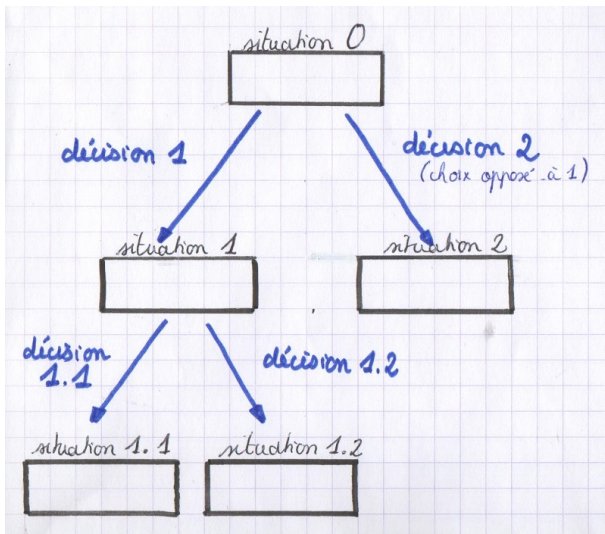 situation 0
décision 1
décision 2
(choix opposé à 1)
situation 1
situation 2
décision
1.1
décision 1.2
situation 1.1
situation 1.2